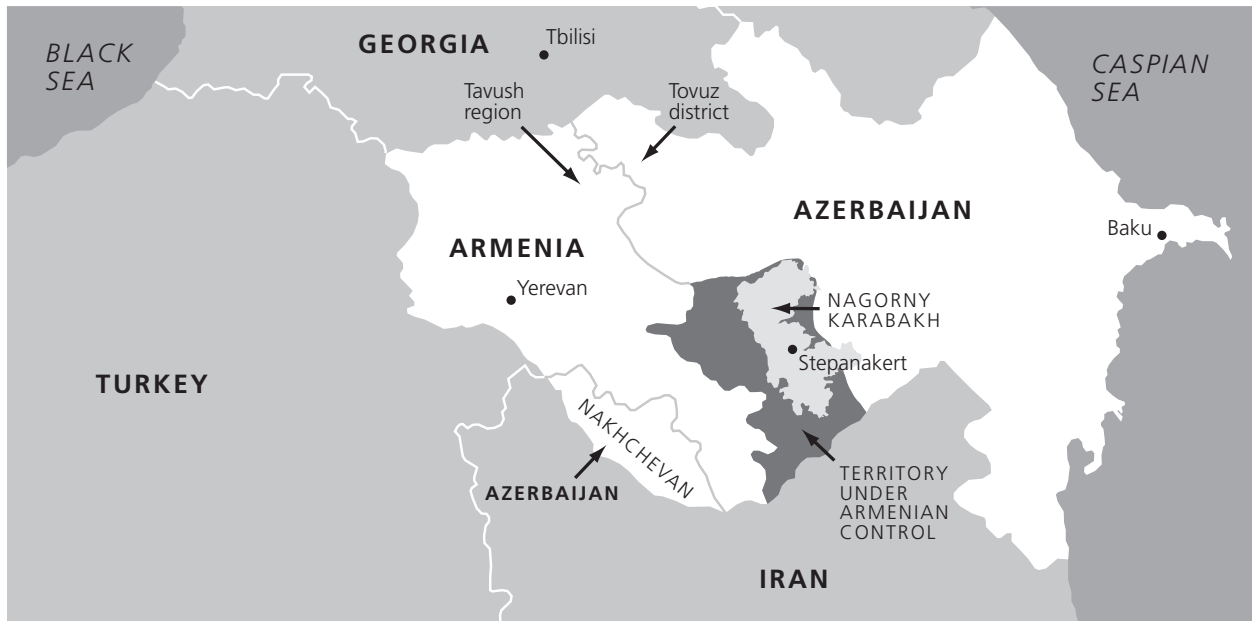 BLACK
SEA
GEORGIA
Tbilisi
CASPIAN
SEA
Tavush
region
Tovuz
district
AZERBAIJAN
Baku
ARMENIA
Yerevan
NAGORNY
KARABAKH
Stepanakert
TURKEY
NAKHCHEVAN
AZERBAIJAN
TERRITORY
UNDER
ARMENIAN
CONTROL
IRAN